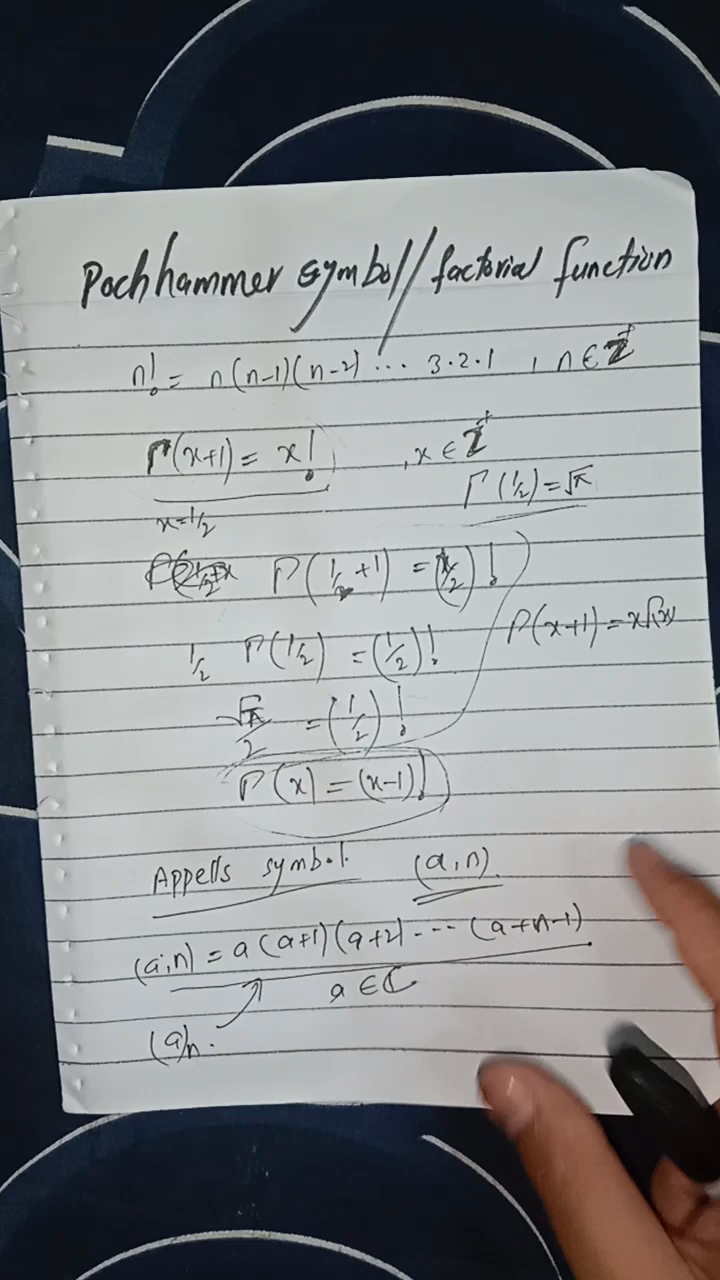 Pochhammer symbol // factorial function
n! = n(n-1)(n-2) ... 3.2.1 , n ∈ Z⁺
Γ(x+1) = x! , x ∈ Z⁺
Γ(1/2) = √π
x=1/2
Γ(1/2 +1) = (1/2)!
Γ(x+1) = xΓ(x)
1/2 Γ(1/2) = (1/2)!
√π/2 = (1/2)!
Γ(x) = (x-1)!
Appells symbol. (a,n)
(a,n) = a(a+1)(a+2) --- (a+n-1)
a ∈ ℂ
(a)n.